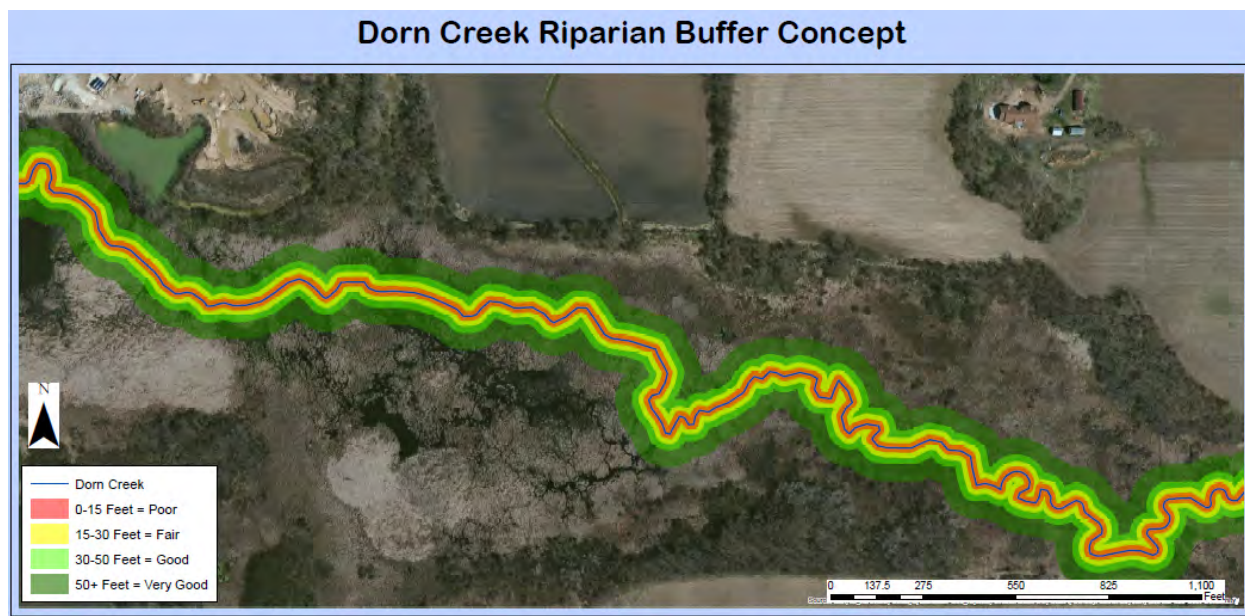 Dorn Creek Riparian Buffer Concept
N
Dorn Creek
0-15 Feet = Poor
15-30 Feet = Fair
30-50 Feet = Good
50+ Feet = Very Good
0 137.5 275 550 825 1,100
Feet